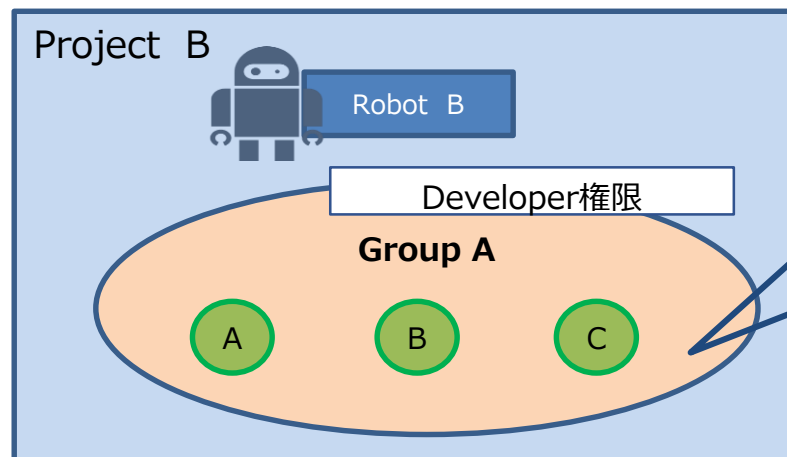 Project B
Robot B
Developer権限
Group A
A
B
C